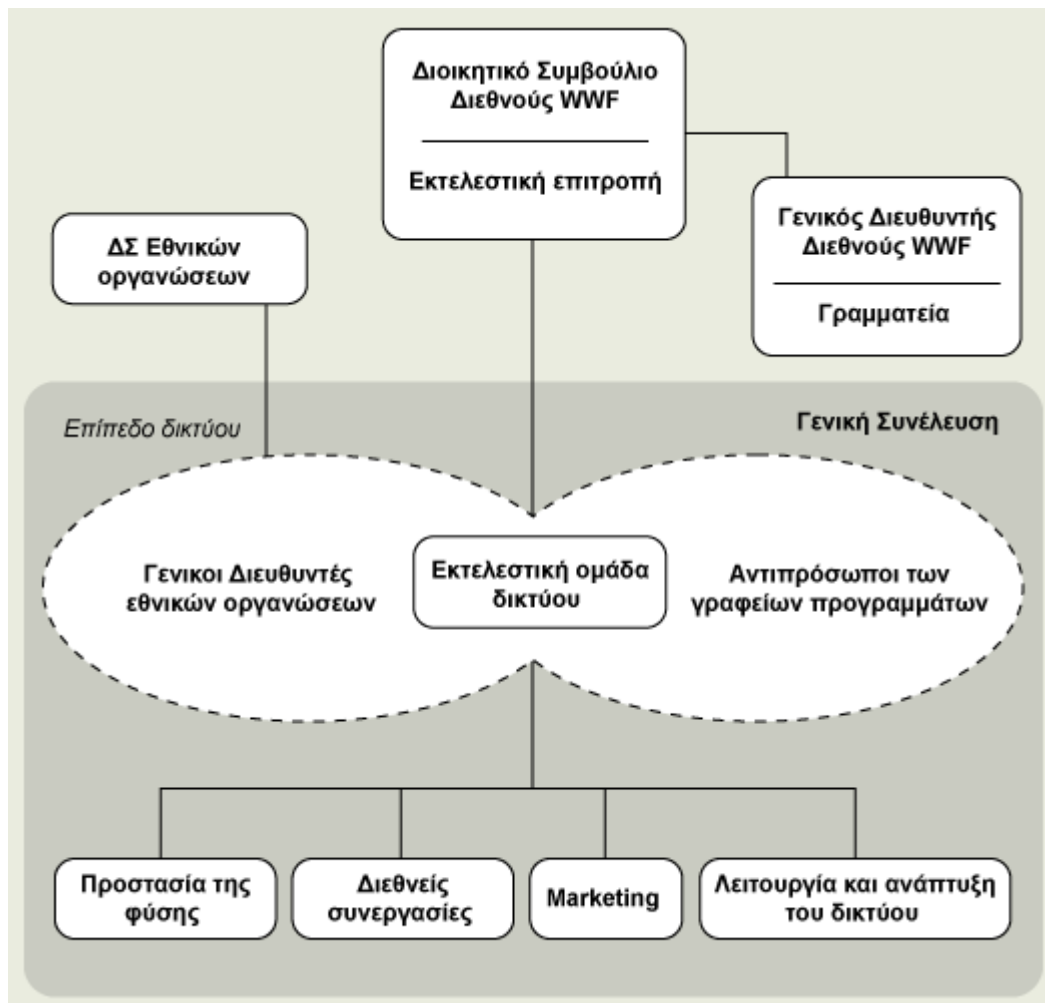 Διοικητικό Συμβούλιο
Διεθνούς WWF
Εκτελεστική επιτροπή
Γενικός Διευθυντής
Διεθνούς WWF
Γραμματεία
ΔΣ Εθνικών
οργανώσεων
Επίπεδο δικτύου
Γενική Συνέλευση
Γενικοι Διευθυντές
εθνικών οργανώσεων
Εκτελεστική ομάδα
δικτύου
Αντιπρόσωποι των
γραφείων προγραμμάτων
Προστασία της
φύσης
Διεθνείς
συνεργασίες
Marketing
Λειτουργία και ανάπτυξη
του δικτύου